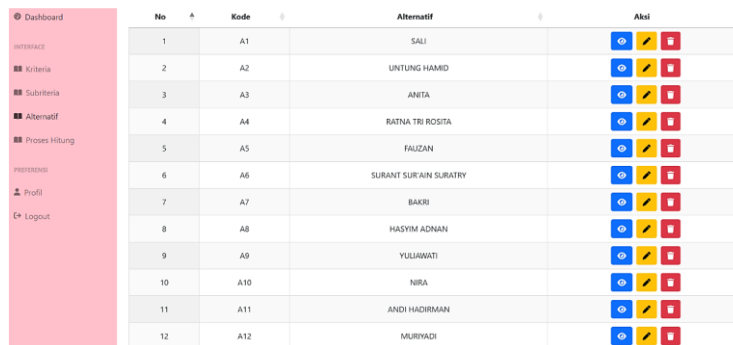 Dashboard
INTERFACE
Kriteria
Subriteria
Alternatif
Proses Hitung
PREFERENSI
Profil
Logout
No Kode Alternatif Aksi
1 A1 SALI
2 A2 UNTUNG HAMID
3 A3 ANITA
4 A4 RATNA TRI ROSITA
5 A5 FAUZAN
6 A6 SURANT SUR'AIN SURATRY
7 A7 BAKRI
8 A8 HASYIM ADNAN
9 A9 YULIAWATI
10 A10 NIRA
11 A11 ANDI HADIRMAN
12 A12 MURIYADI